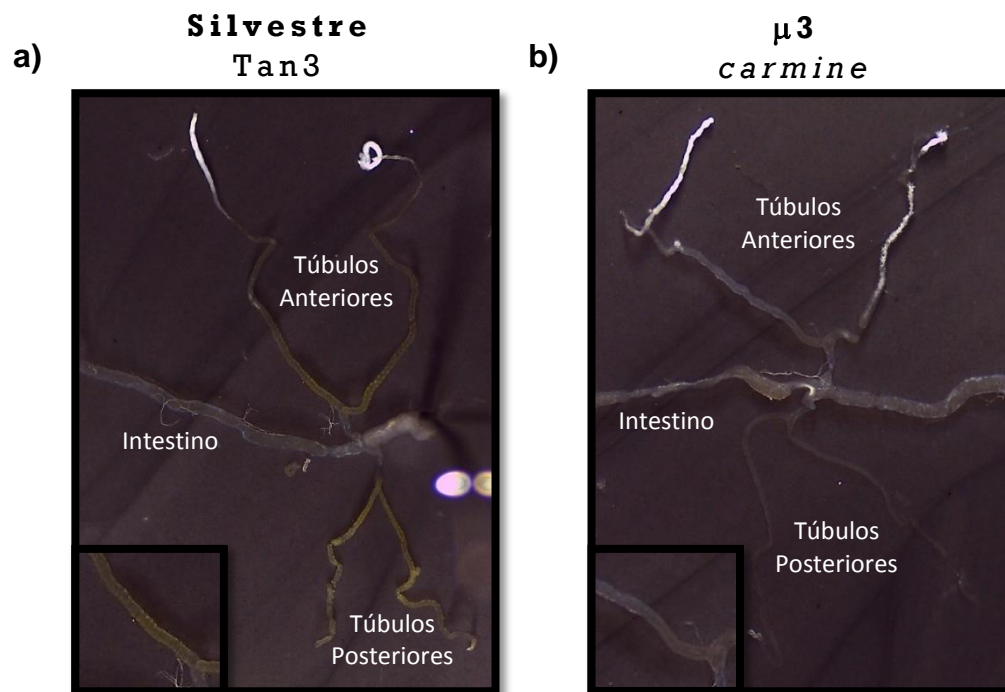 a)
Silvestre
Tan3
Túbulos
Anteriores
Intestino
Túbulos
Posteriores
b)
µ3
carmine
Túbulos
Anteriores
Intestino
Túbulos
Posteriores